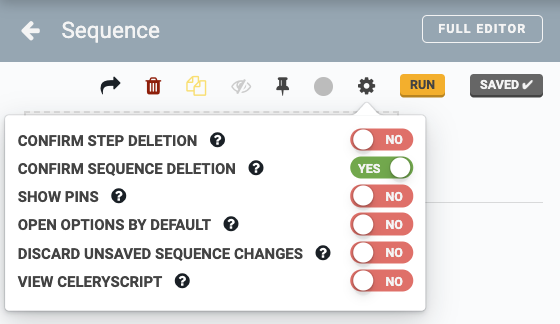 Sequence
FULL EDITOR
RUN
SAVED ✔
CONFIRM STEP DELETION ? NO
CONFIRM SEQUENCE DELETION ? YES
SHOW PINS ? NO
OPEN OPTIONS BY DEFAULT ? NO
DISCARD UNSAVED SEQUENCE CHANGES ? NO
VIEW CELERYSCRIPT ? NO